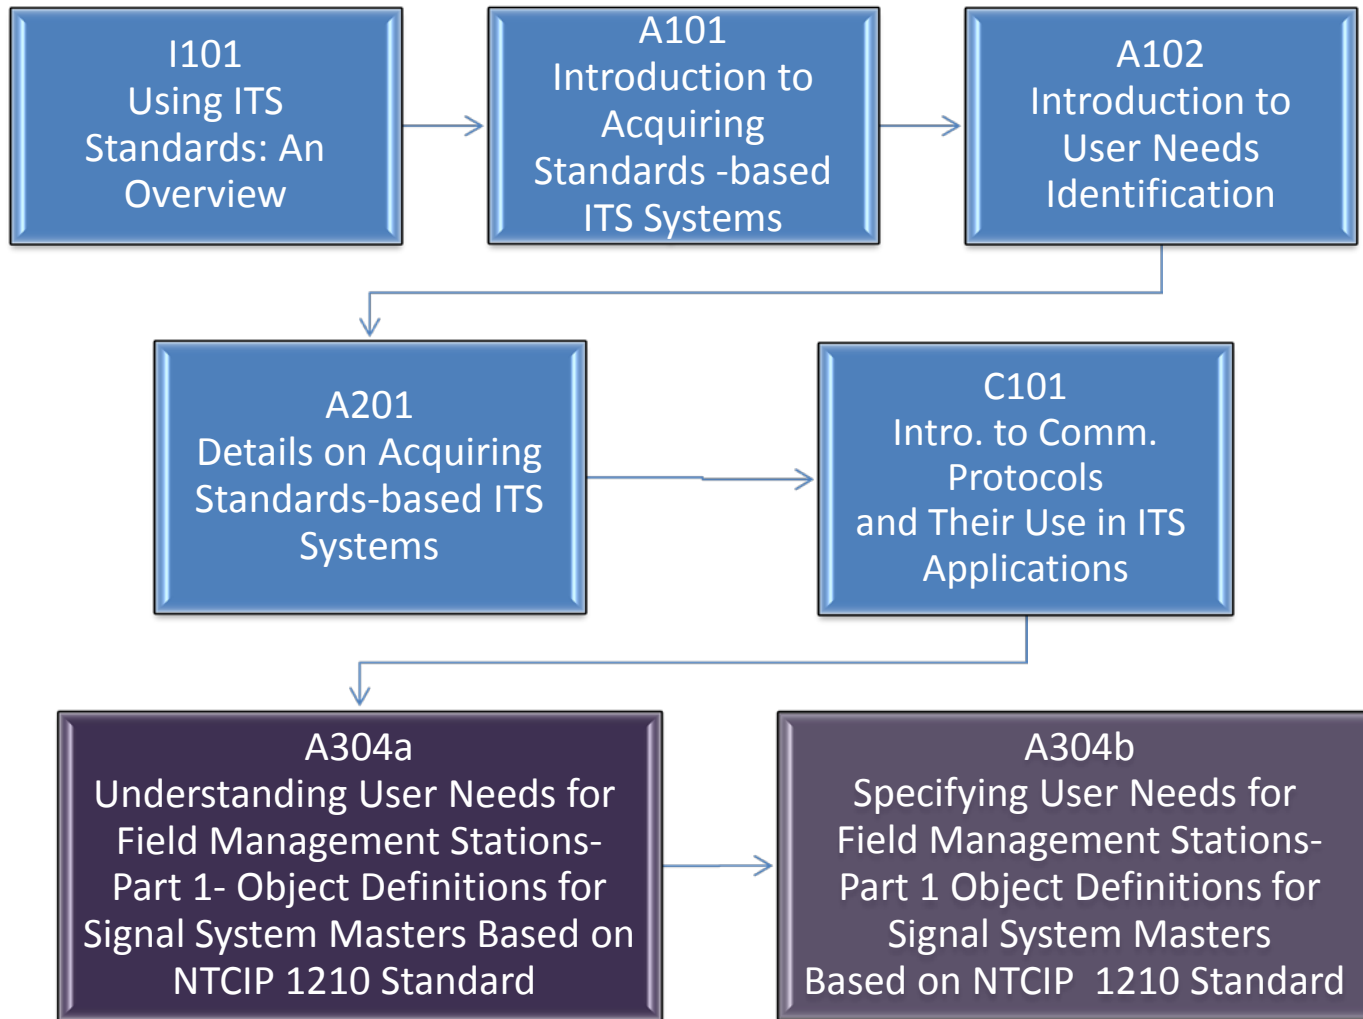 I101
Using ITS
Standards: An
Overview
A101
Introduction to
Acquiring
Standards -based
ITS Systems
A102
Introduction to
User Needs
Identification
A201
Details on Acquiring
Standards-based ITS
Systems
C101
Intro. to Comm.
Protocols
and Their Use in ITS
Applications
A304a
Understanding User Needs for
Field Management Stations-
Part 1- Object Definitions for
Signal System Masters Based on
NTCIP 1210 Standard
A304b
Specifying User Needs for
Field Management Stations-
Part 1 Object Definitions for
Signal System Masters
Based on NTCIP  1210 Standard